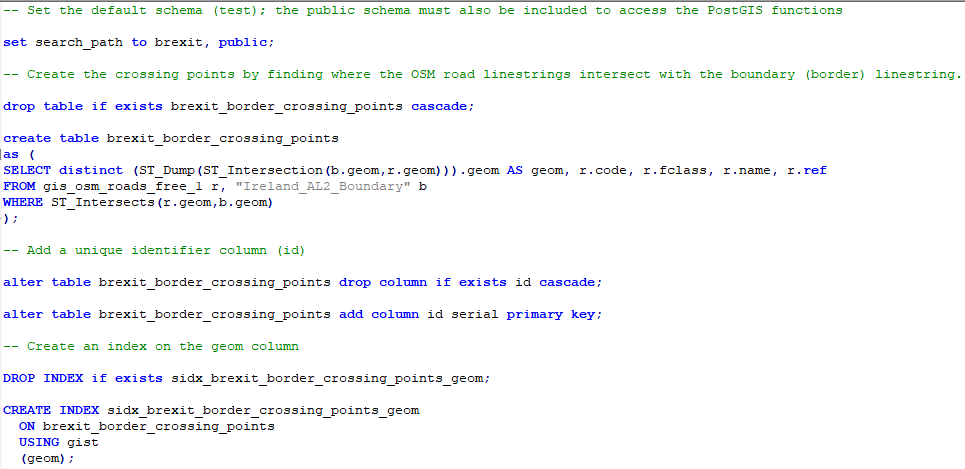 -- Set the default schema (test); the public schema must also be included to access the PostGIS functions
set search_path to brexit, public;
-- Create the crossing points by finding where the OSM road linestrings intersect with the boundary (border) linestring.
drop table if exists brexit_border_crossing_points cascade;
create table brexit_border_crossing_points
as (
SELECT distinct (ST_Dump(ST_Intersection(b.geom,r.geom))).geom AS geom, r.code, r.fclass, r.name, r.ref
FROM gis_osm_roads_free_1 r, "Ireland_AL2_Boundary" b
WHERE ST_Intersects(r.geom,b.geom)
);
-- Add a unique identifier column (id)
alter table brexit_border_crossing_points drop column if exists id cascade;
alter table brexit_border_crossing_points add column id serial primary key;
-- Create an index on the geom column
DROP INDEX if exists sidx_brexit_border_crossing_points_geom;
CREATE INDEX sidx_brexit_border_crossing_points_geom
  ON brexit_border_crossing_points
  USING gist
  (geom);